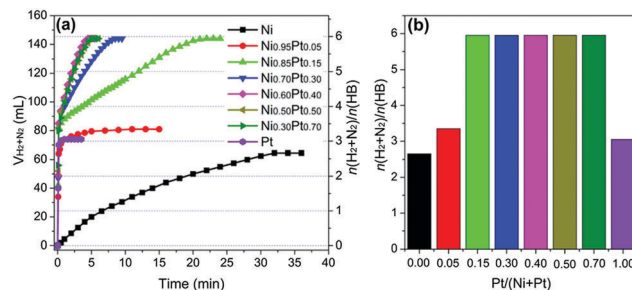 (a)
V_H2+N2 (mL)
160
140
120
100
80
60
40
20
0
Ni
Ni0.95Pt0.05
Ni0.85Pt0.15
Ni0.70Pt0.30
Ni0.60Pt0.40
Ni0.50Pt0.50
Ni0.30Pt0.70
Pt
6
5
4
3
2
1
0
n(H2+N2)/n(HB)
0 5 10 15 20 25 30 35 40
Time (min)
(b)
n(H2+N2)/n(HB)
6
5
4
3
2
1
0
0.00 0.05 0.15 0.30 0.40 0.50 0.70 1.00
Pt/(Ni+Pt)